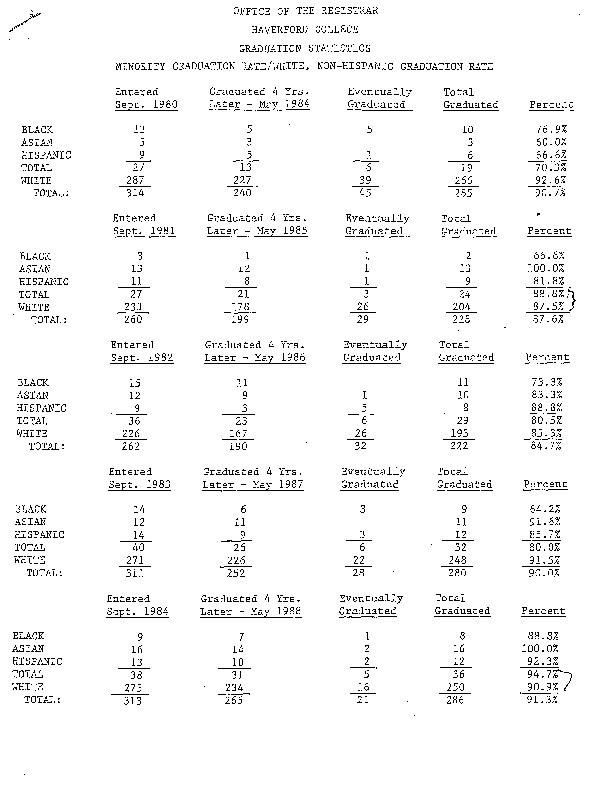 OFFICE OF THE REGISTRAR
HAVERFORD COLLEGE
GRADUATION STATISTICS
MINORITY GRADUATION RATE/WHITE, NON-HISPANIC GRADUATION RATE
Entered Graduated 4 Yrs. Eventually Total
Sept. 1980 Later - May 1984 Graduated Graduated Percent
BLACK 13 5 5 10 76.9%
ASIAN 5 3 3 60.0%
HISPANIC 9 5 1 6 66.6%
TOTAL 27 13 6 19 70.3%
WHITE 287 227 39 266 92.6%
TOTAL: 314 240 45 285 90.7%
Entered Graduated 4 Yrs. Eventually Total
Sept. 1981 Later - May 1985 Graduated Graduated Percent
BLACK 3 1 1 2 66.6%
ASIAN 13 12 1 13 100.0%
HISPANIC 11 8 1 9 81.8%
TOTAL 27 21 3 24 88.8%
WHITE 233 178 26 204 87.5%
TOTAL: 260 199 29 228 87.6%
Entered Graduated 4 Yrs. Eventually Total
Sept. 1982 Later - May 1986 Graduated Graduated Percent
BLACK 15 11 11 73.3%
ASIAN 12 9 1 10 83.3%
HISPANIC 9 3 5 8 88.8%
TOTAL 36 23 6 29 80.5%
WHITE 226 167 26 193 85.3%
TOTAL: 262 190 32 222 84.7%
Entered Graduated 4 Yrs. Eventually Total
Sept. 1983 Later - May 1987 Graduated Graduated Percent
BLACK 14 6 3 9 64.2%
ASIAN 12 11 11 91.6%
HISPANIC 14 9 3 12 85.7%
TOTAL 40 26 6 32 80.0%
WHITE 271 226 22 248 91.5%
TOTAL: 311 252 28 280 90.0%
Entered Graduated 4 Yrs. Eventually Total
Sept. 1984 Later - May 1988 Graduated Graduated Percent
BLACK 9 7 1 8 88.8%
ASIAN 16 14 2 16 100.0%
HISPANIC 13 10 2 12 92.3%
TOTAL 38 31 5 36 94.7%
WHITE 275 234 16 250 90.9%
TOTAL: 313 265 21 286 91.3%